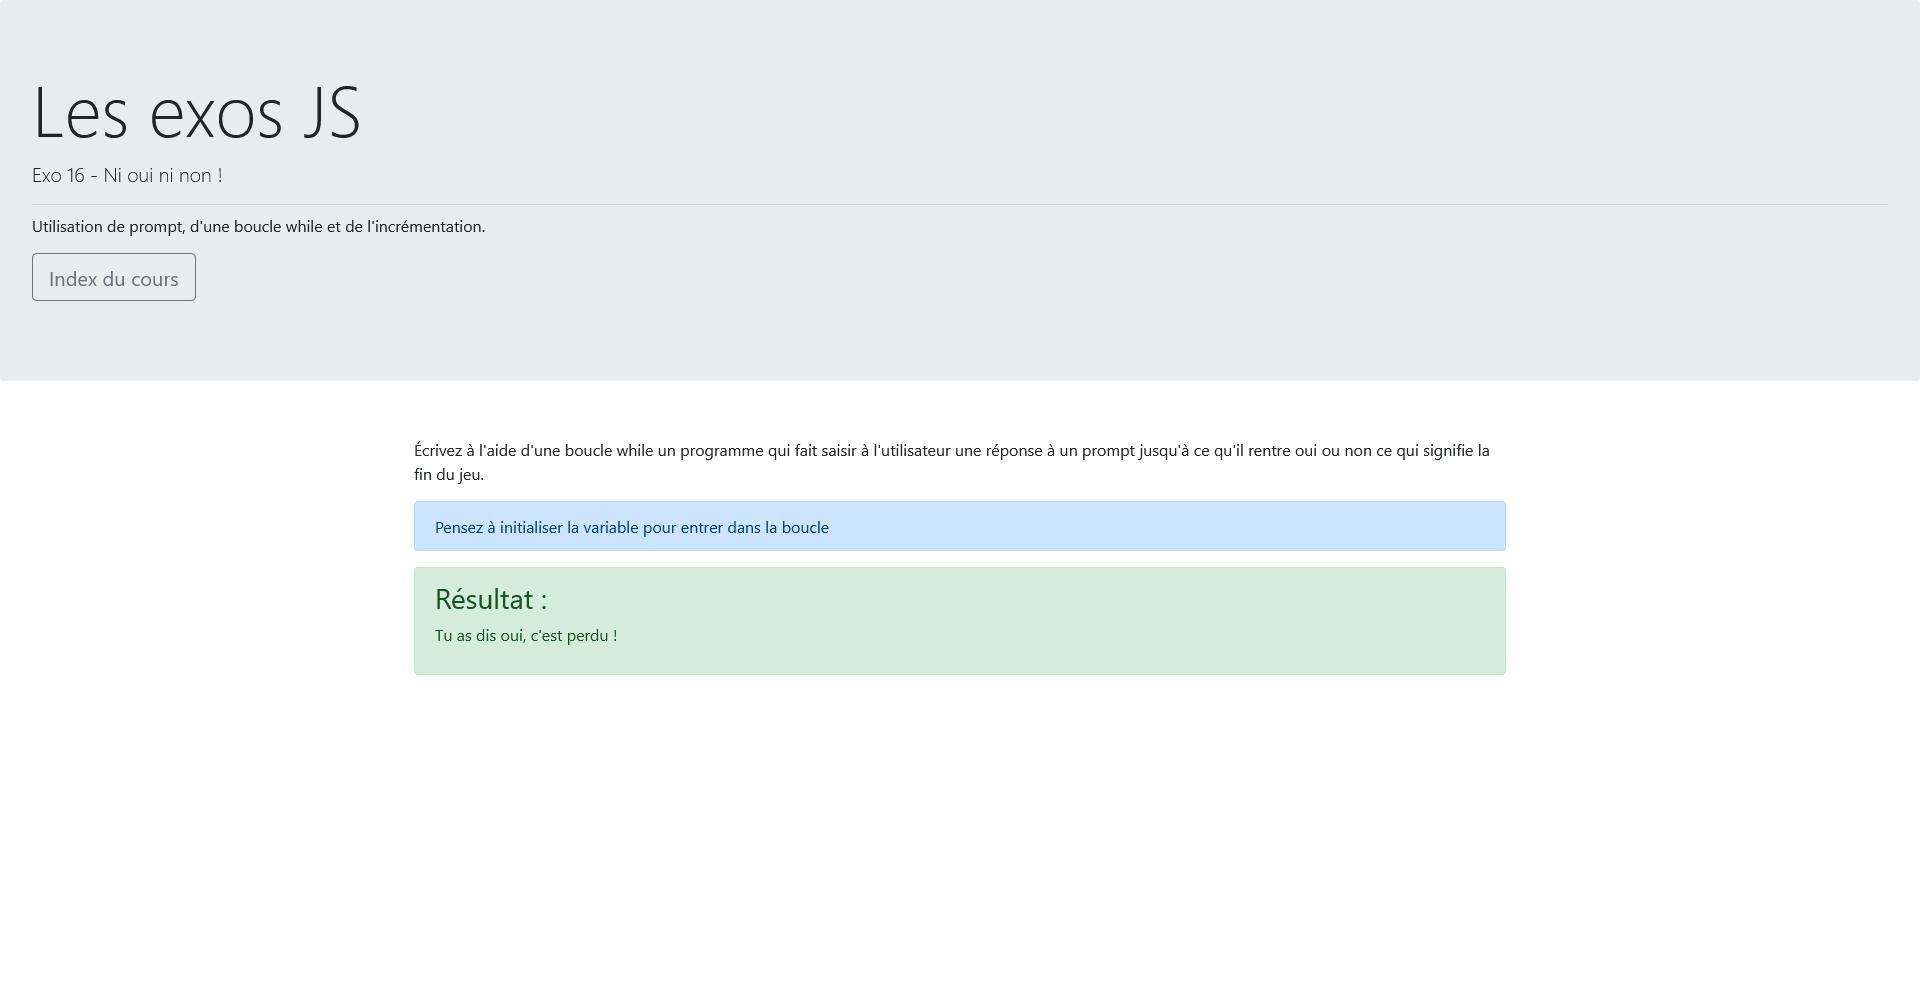 Les exos JS
Exo 16 - Ni oui ni non !
Utilisation de prompt, d'une boucle while et de l'incrémentation.
Index du cours
Écrivez à l'aide d'une boucle while un programme qui fait saisir à l'utilisateur une réponse à un prompt jusqu'à ce qu'il rentre oui ou non ce qui signifie la
fin du jeu.
Pensez à initialiser la variable pour entrer dans la boucle
Résultat :
Tu as dis oui, c'est perdu !